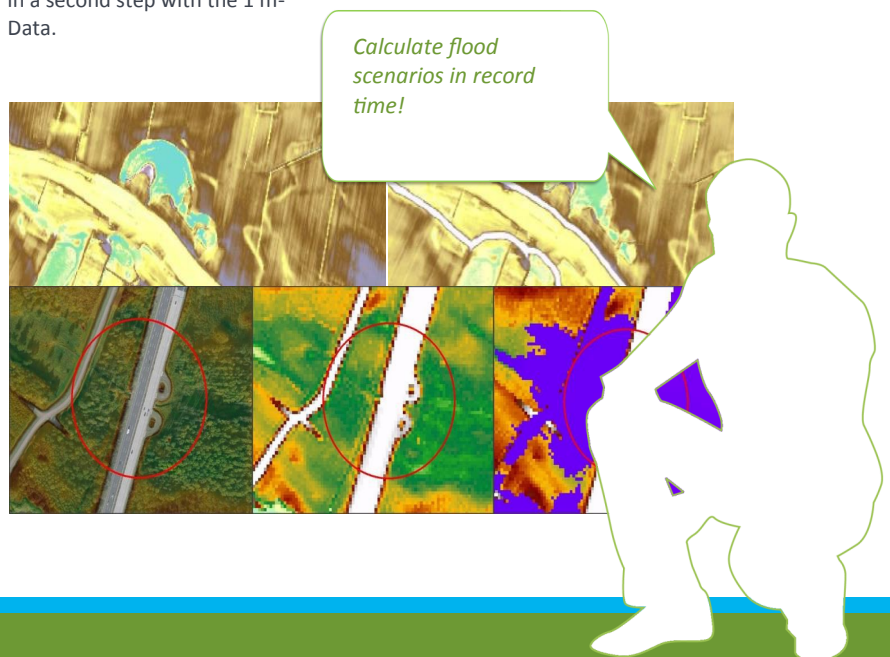 in a second step with the 1 m-
Data.
Calculate flood
scenarios in record
time!